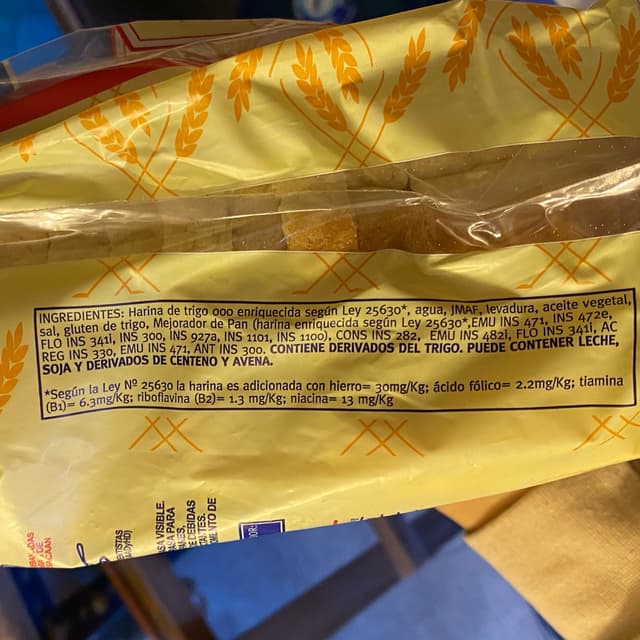 INGREDIENTES: Harina de trigo 000 enriquecida según Ley 25630*, agua, JMAF, levadura, aceite vegetal,
sal, gluten de trigo, Mejorador de Pan (harina enriquecida según Ley 25630*,EMU INS 471, INS 472e,
FLO INS 341i, INS 300, INS 927a, INS 1101, INS 1100), CONS INS 282, EMU INS 482i, FLO INS 341i, AC
REG INS 330, EMU INS 471, ANT INS 300. CONTIENE DERIVADOS DEL TRIGO. PUEDE CONTENER LECHE,
SOJA Y DERIVADOS DE CENTENO Y AVENA.
*Según la Ley Nº 25630 la harina es adicionada con hierro= 30mg/Kg; ácido fólico= 2.2mg/Kg; tiamina
(B1)= 6.3mg/Kg; riboflavina (B2)= 1.3 mg/Kg; niacina= 13 mg/Kg
VISIBLE.
PARA
DE